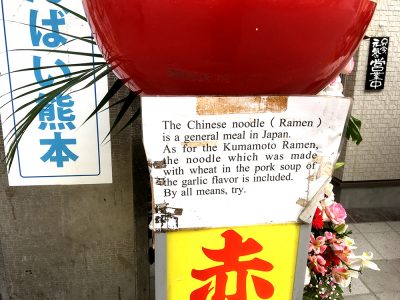 ばい熊本
The Chinese noodle ( Ramen )
is a general meal in Japan.
As for the Kumamoto Ramen,
the noodle which was made
with wheat in the pork soup of
the garlic flavor is included.
By all means, try.
赤
営業中